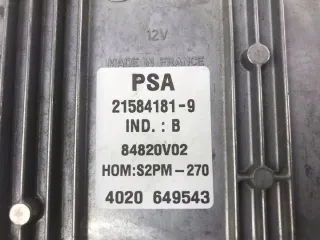 12V
MADE IN FRANCE
PSA
21584181-9
IND. : B
84820V02
HOM:S2PM-270
4020 649543